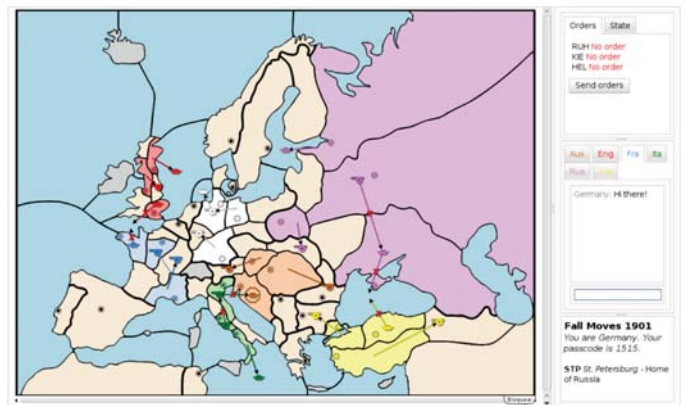 Orders State
RUH No order
KIE No order
HEL No order
Send orders
Aus Eng Fra Ita
Rus
Germany: Hi there!
Fall Moves 1901
You are Germany. Your
passcode is 1515.
STP St. Petersburg - Home
of Russia